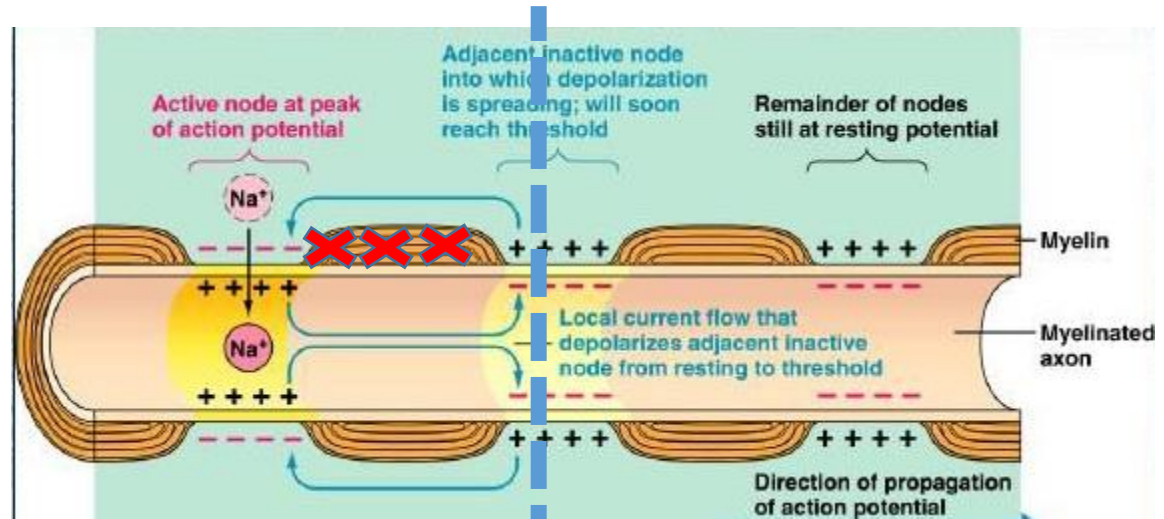 Active node at peak
of action potential
Adjacent inactive node
into which depolarization
is spreading; will soon
reach threshold
Remainder of nodes
still at resting potential
Na+
– – – –
+ + + +
+ + + +
Myelin
+ + + +
– – – –
– – – –
Na+
Local current flow that
depolarizes adjacent inactive
node from resting to threshold
Myelinated
axon
+ + + +
– – – –
– – – –
– – – –
+ + + +
+ + + +
Direction of propagation
of action potential